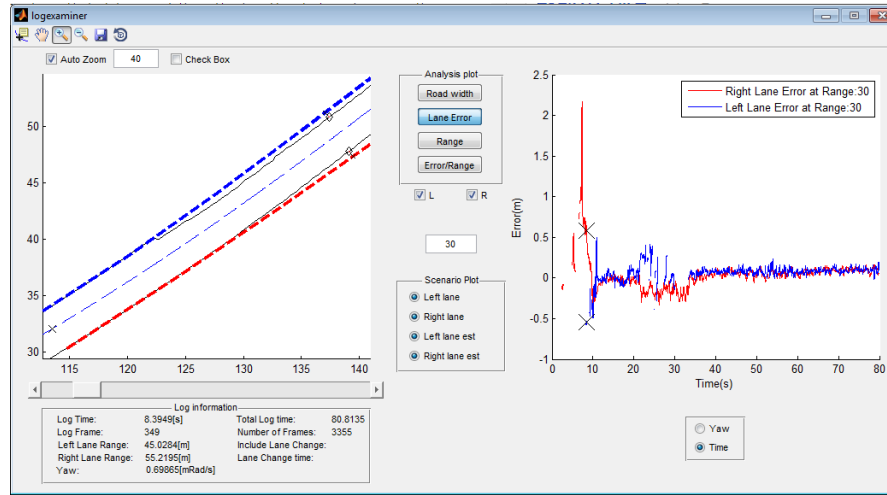 logexaminer
Auto Zoom 40 Check Box
50
45
40
35
30
115 120 125 130 135 140
Analysis plot
Road width
Lane Error
Range
Error/Range
L R
30
Scenario Plot
Left lane
Right lane
Left lane est
Right lane est
Right Lane Error at Range:30
Left Lane Error at Range:30
2.5
2
1.5
1
0.5
0
-0.5
-1
Error(m)
0 10 20 30 40 50 60 70 80
Time(s)
Log information
Log Time: 8.3949[s] Total Log time: 80.8135
Log Frame: 349 Number of Frames: 3355
Left Lane Range: 45.0284[m] Include Lane Change:
Right Lane Range: 55.2195[m] Lane Change time:
Yaw: 0.69865[mRad/s]
Yaw
Time